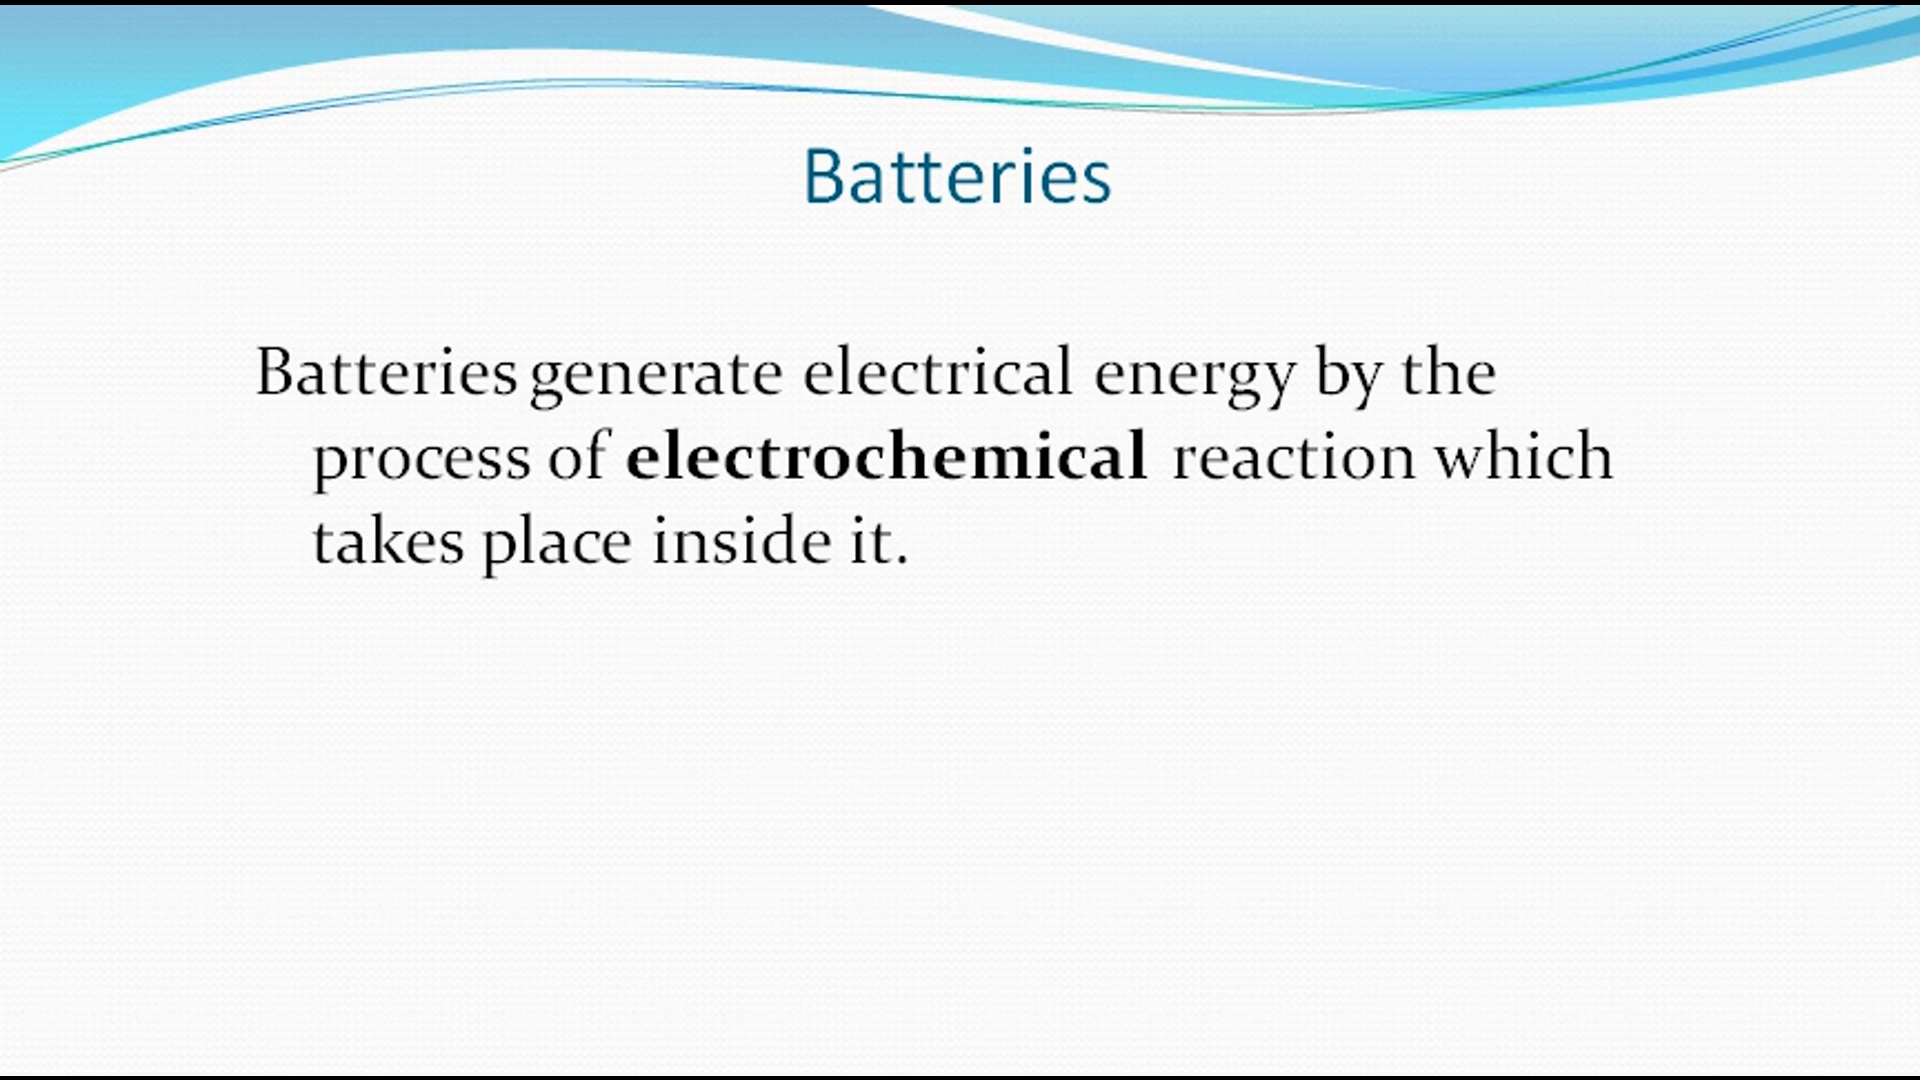 Batteries
Batteries generate electrical energy by the
process of electrochemical reaction which
takes place inside it.